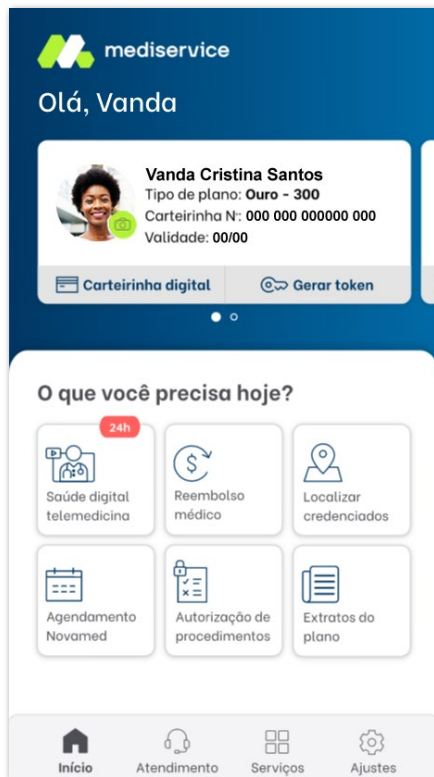 mediservice
Olá, Vanda
Vanda Cristina Santos
Tipo de plano: Ouro - 300
Carteirinha N°: 000 000 000000 000
Validade: 00/00
Carteirinha digital
Gerar token
O que você precisa hoje?
24h
Saúde digital
telemedicina
Reembolso
médico
Localizar
credenciados
Agendamento
Novamed
Autorização de
procedimentos
Extratos do
plano
Início
Atendimento
Serviços
Ajustes